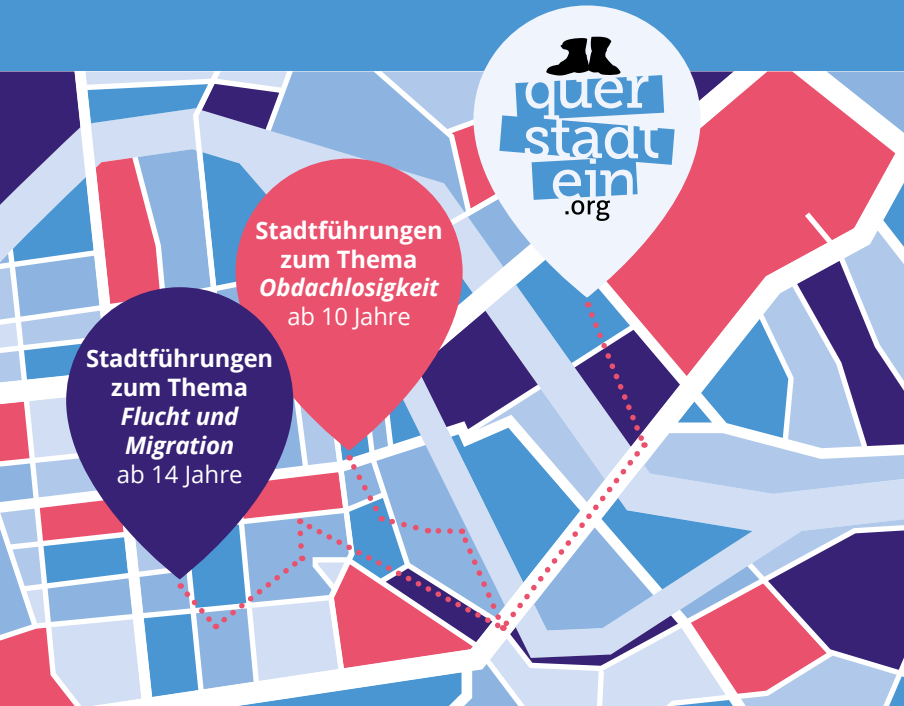 quer
stadt
ein
.org
Stadtführungen
zum Thema
Obdachlosigkeit
ab 10 Jahre
Stadtführungen
zum Thema
Flucht und
Migration
ab 14 Jahre